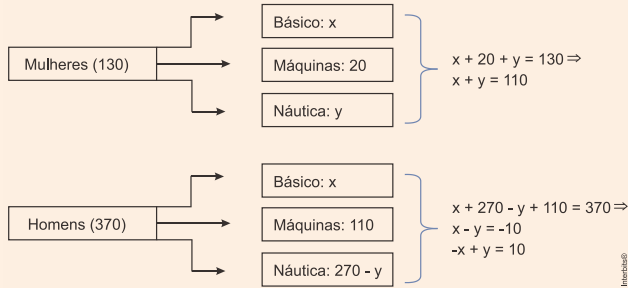 Mulheres (130)
Básico: x
Máquinas: 20
Náutica: y
x + 20 + y = 130 ⇒
x + y = 110
Homens (370)
Básico: x
Máquinas: 110
Náutica: 270 - y
x + 270 - y + 110 = 370 ⇒
x - y = -10
-x + y = 10
Interbits®